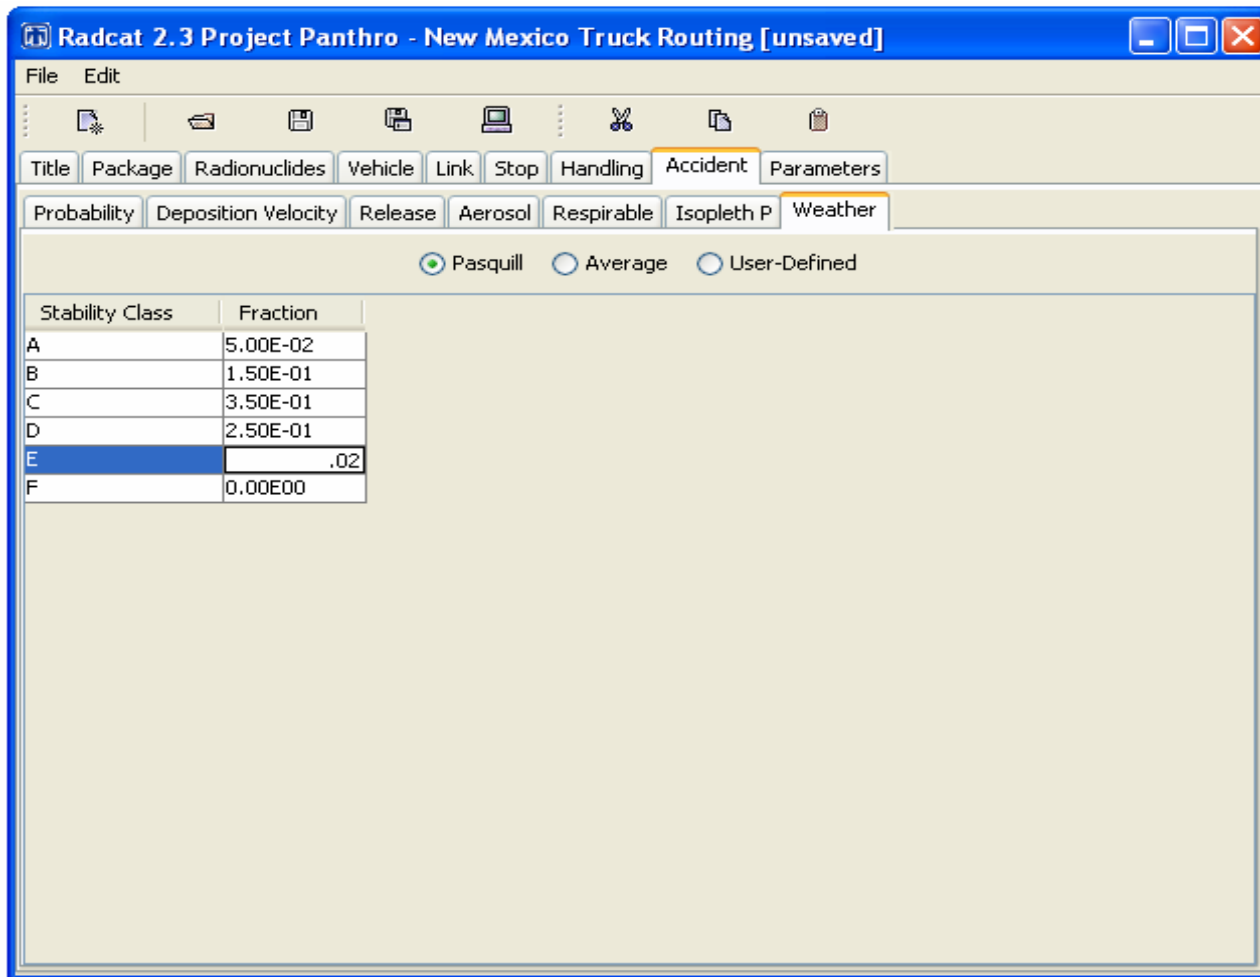 Radcat 2.3 Project Panthro - New Mexico Truck Routing [unsaved]
File Edit
Title Package Radionuclides Vehicle Link Stop Handling Accident Parameters
Probability Deposition Velocity Release Aerosol Respirable Isopleth P Weather
Pasquill Average User-Defined
Stability Class Fraction
A 5.00E-02
B 1.50E-01
C 3.50E-01
D 2.50E-01
E .02
F 0.00E00